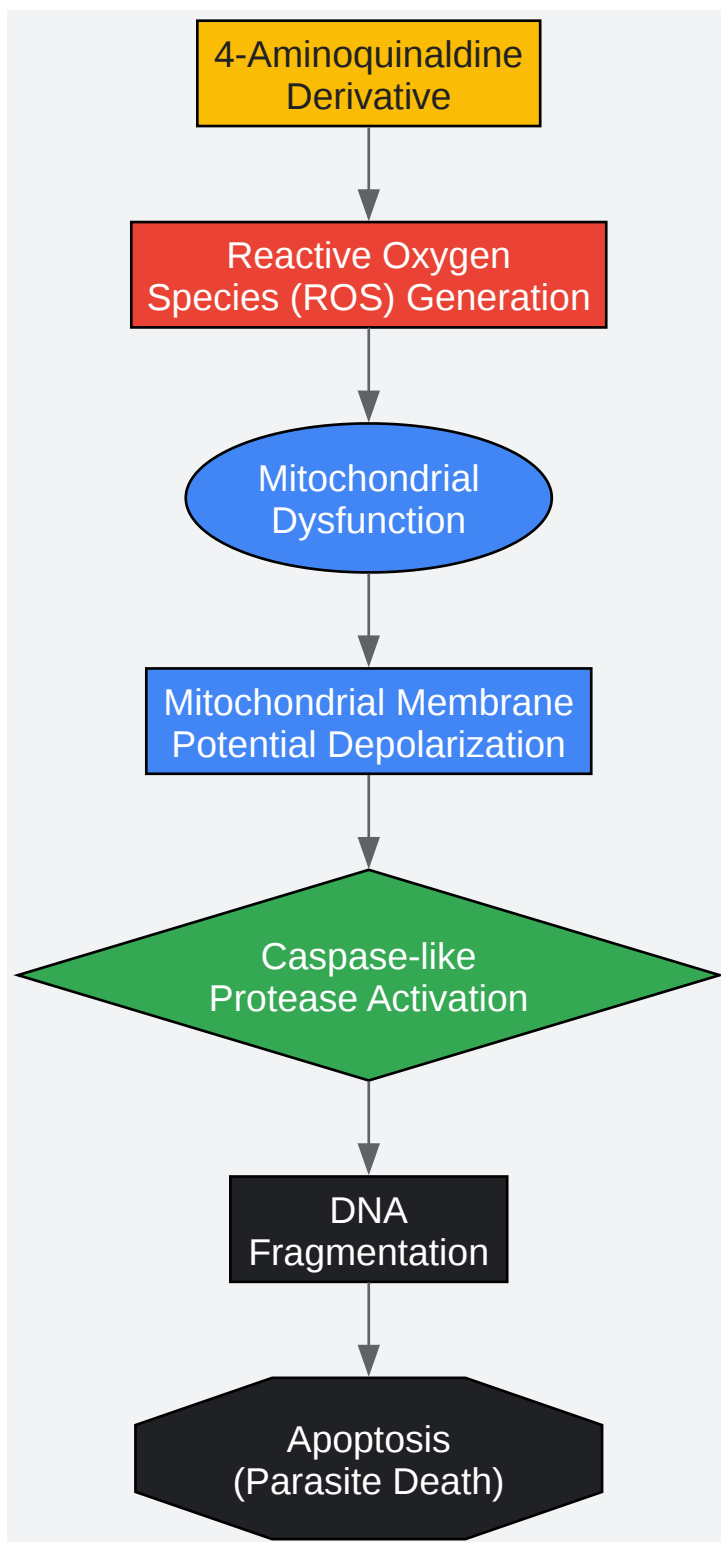 4-Aminoquinaldine
Derivative
Reactive Oxygen
Species (ROS) Generation
Mitochondrial
Dysfunction
Mitochondrial Membrane
Potential Depolarization
Caspase-like
Protease Activation
DNA
Fragmentation
Apoptosis
(Parasite Death)